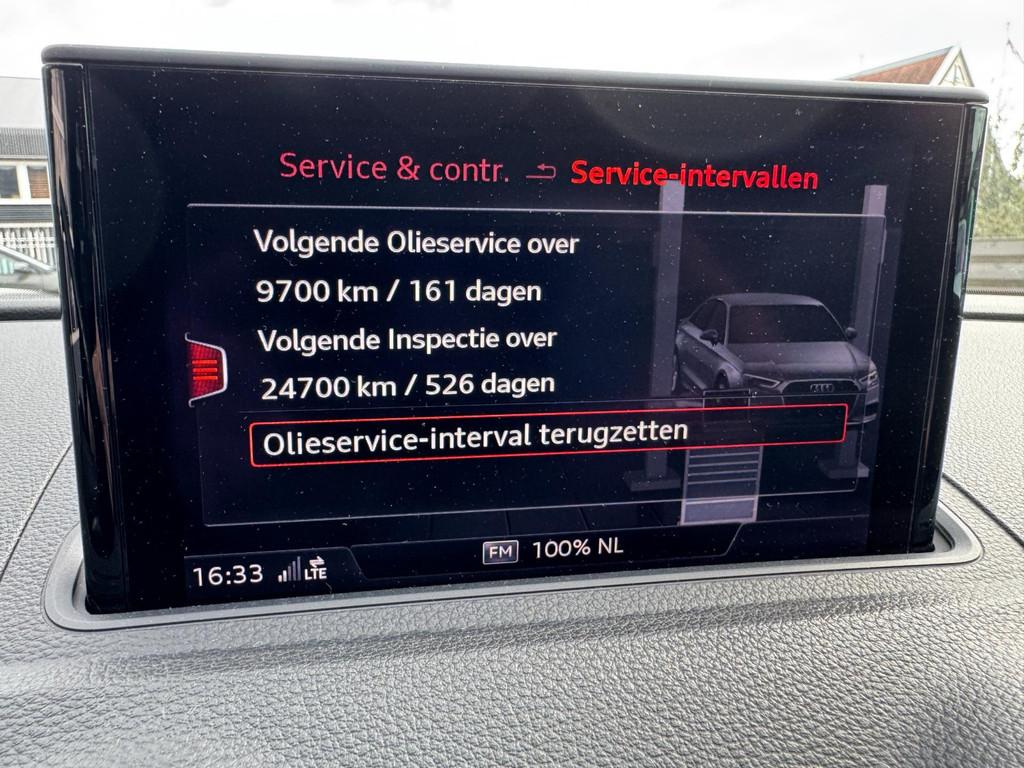 Service & contr. Service-intervallen
Volgende Olieservice over
9700 km / 161 dagen
Volgende Inspectie over
24700 km / 526 dagen
Olieservice-interval terugzetten
FM 100% NL
16:33 LTE